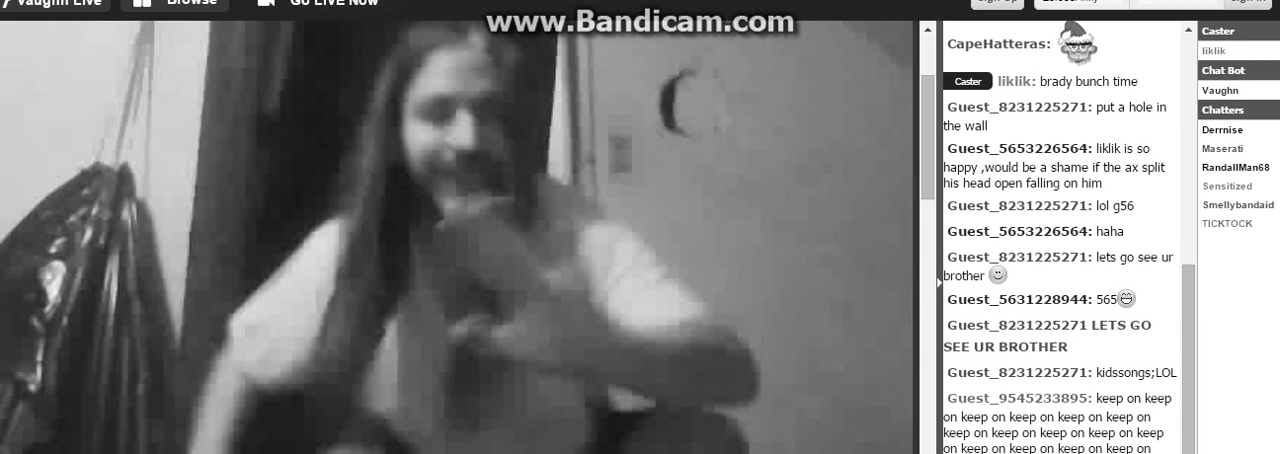 Vaughn Live
Browse
GO LIVE NOW
www.Bandicam.com
Sign Up
Sign In
CapeHatteras:
Caster liklik: brady bunch time
Guest_8231225271: put a hole in
the wall
Guest_5653226564: liklik is so
happy ,would be a shame if the ax split
his head open falling on him
Guest_8231225271: lol g56
Guest_5653226564: haha
Guest_8231225271: lets go see ur
brother
Guest_5631228944: 565
Guest_8231225271 LETS GO
SEE UR BROTHER
Guest_8231225271: kidssongs;LOL
Guest_9545233895: keep on keep
on keep on keep on keep on keep on
keep on keep on keep on keep on keep
on keep on keep on keep on keep on
Caster
liklik
Chat Bot
Vaughn
Chatters
Derrnise
Maserati
RandallMan68
Sensitized
Smellybandaid
TICKTOCK